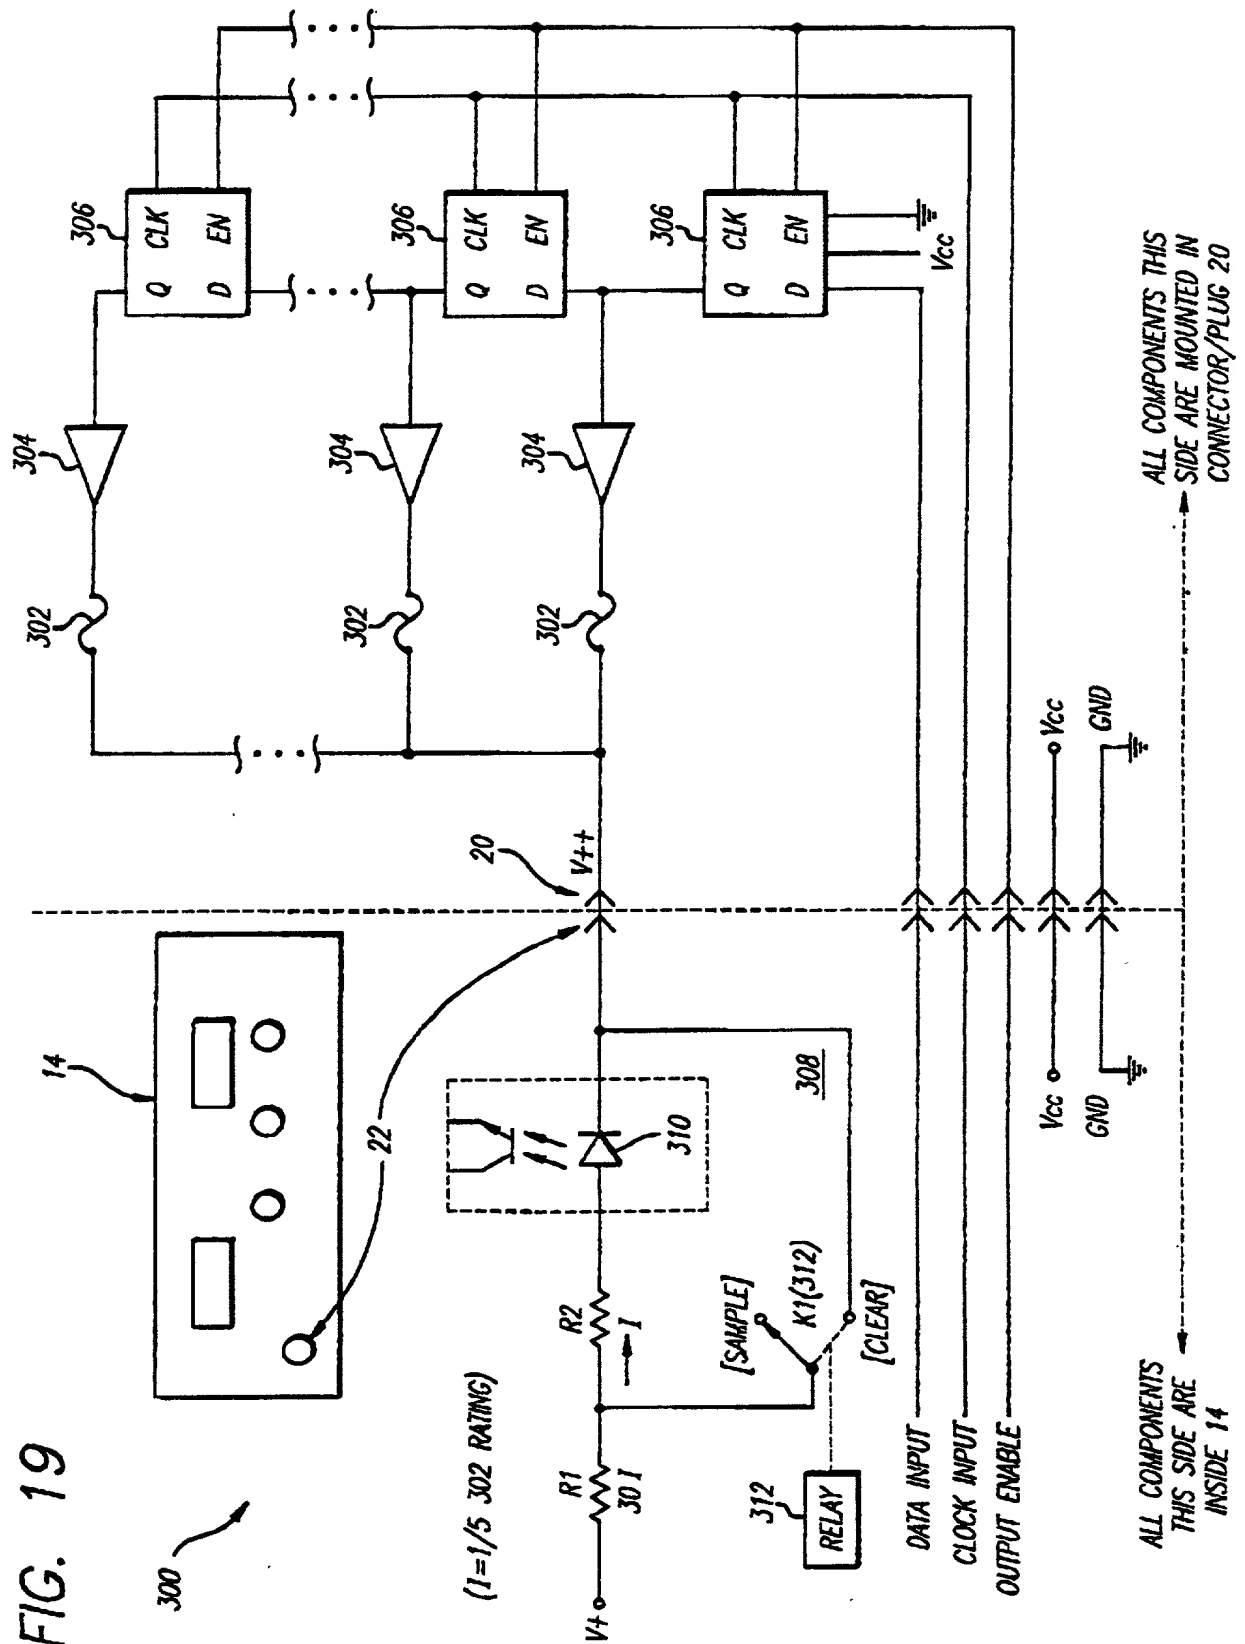 FIG. 19
300
14
22
(I=1/5 302 RATING)
V+
R1
30 I
R2
I
310
[SAMPLE]
K1(312)
[CLEAR]
308
312
RELAY
20
V++
302
302
302
304
304
304
306
306
306
Q CLK
D EN
Q CLK
D EN
Q CLK
D EN
Vcc
DATA INPUT
CLOCK INPUT
OUTPUT ENABLE
Vcc
Vcc
GND
GND
ALL COMPONENTS
THIS SIDE ARE
INSIDE 14
ALL COMPONENTS THIS
SIDE ARE MOUNTED IN
CONNECTOR/PLUG 20